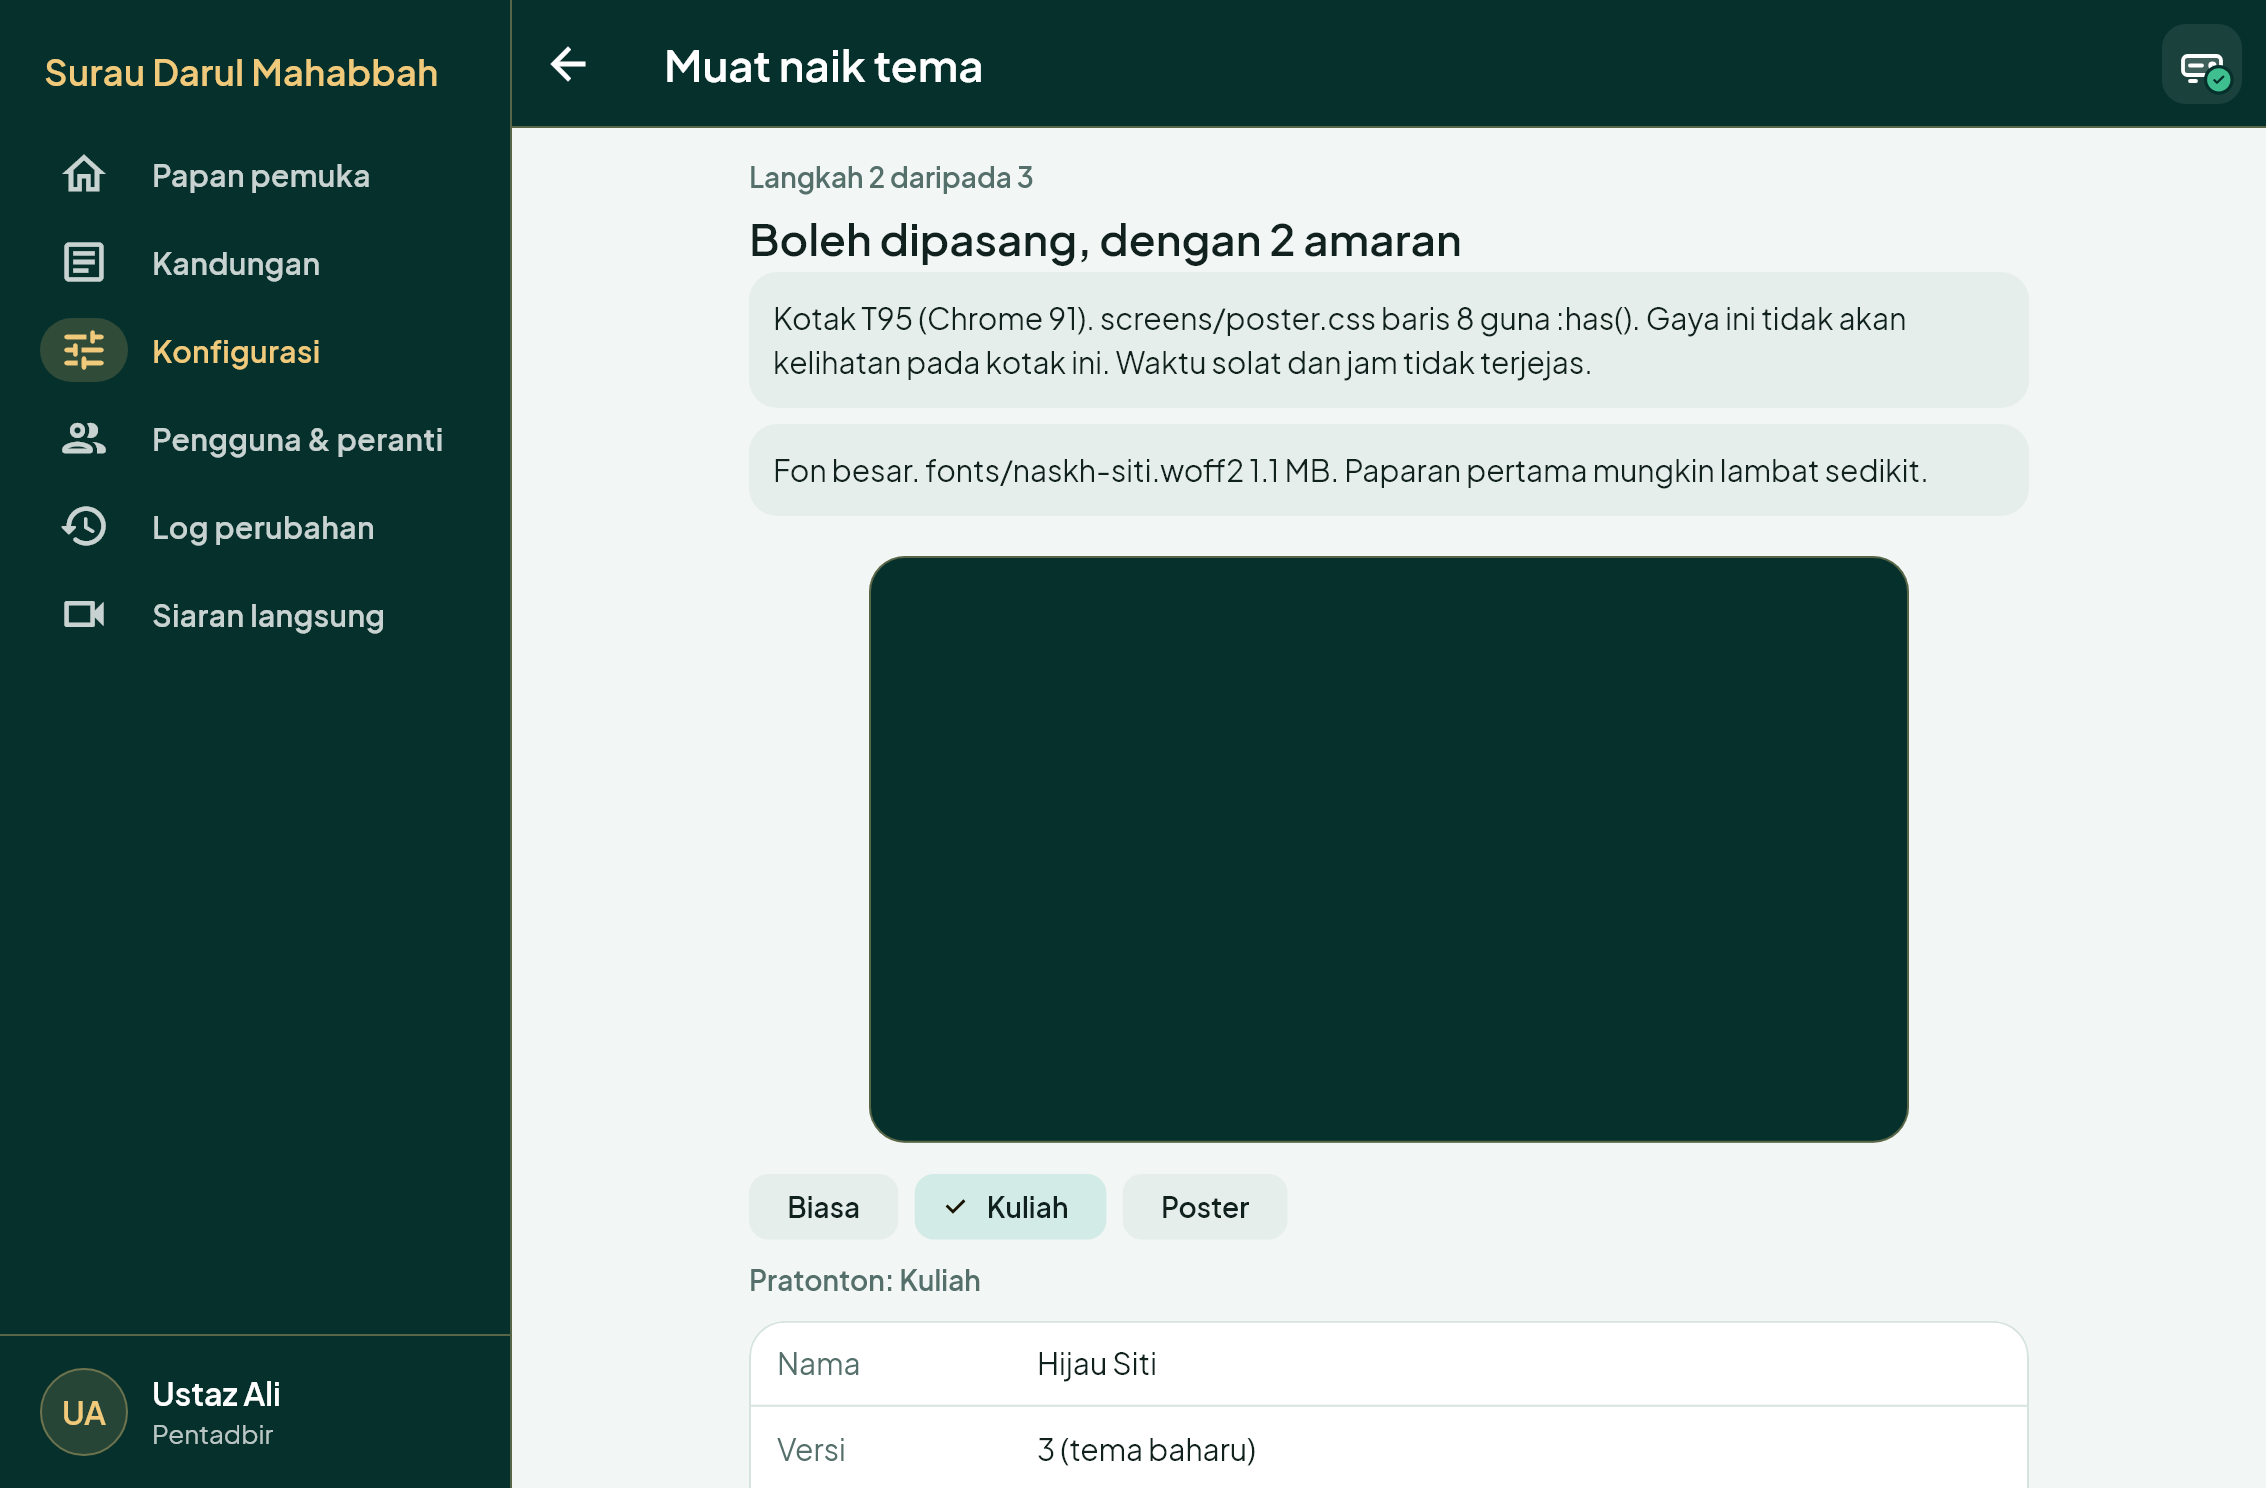 Surau Darul Mahabbah
Papan pemuka
Kandungan
Konfigurasi
Pengguna & peranti
Log perubahan
Siaran langsung
UA
Ustaz Ali
Pentadbir
Muat naik tema
Langkah 2 daripada 3
Boleh dipasang, dengan 2 amaran
Kotak T95 (Chrome 91). screens/poster.css baris 8 guna :has(). Gaya ini tidak akan
kelihatan pada kotak ini. Waktu solat dan jam tidak terjejas.
Fon besar. fonts/naskh-siti.woff2 1.1 MB. Paparan pertama mungkin lambat sedikit.
Biasa
Kuliah
Poster
Pratonton: Kuliah
Nama
Hijau Siti
Versi
3 (tema baharu)